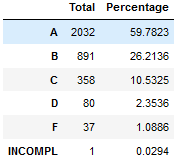 Total Percentage
A 2032 59.7823
B 891 26.2136
C 358 10.5325
D 80 2.3536
F 37 1.0886
INCOMPL 1 0.0294